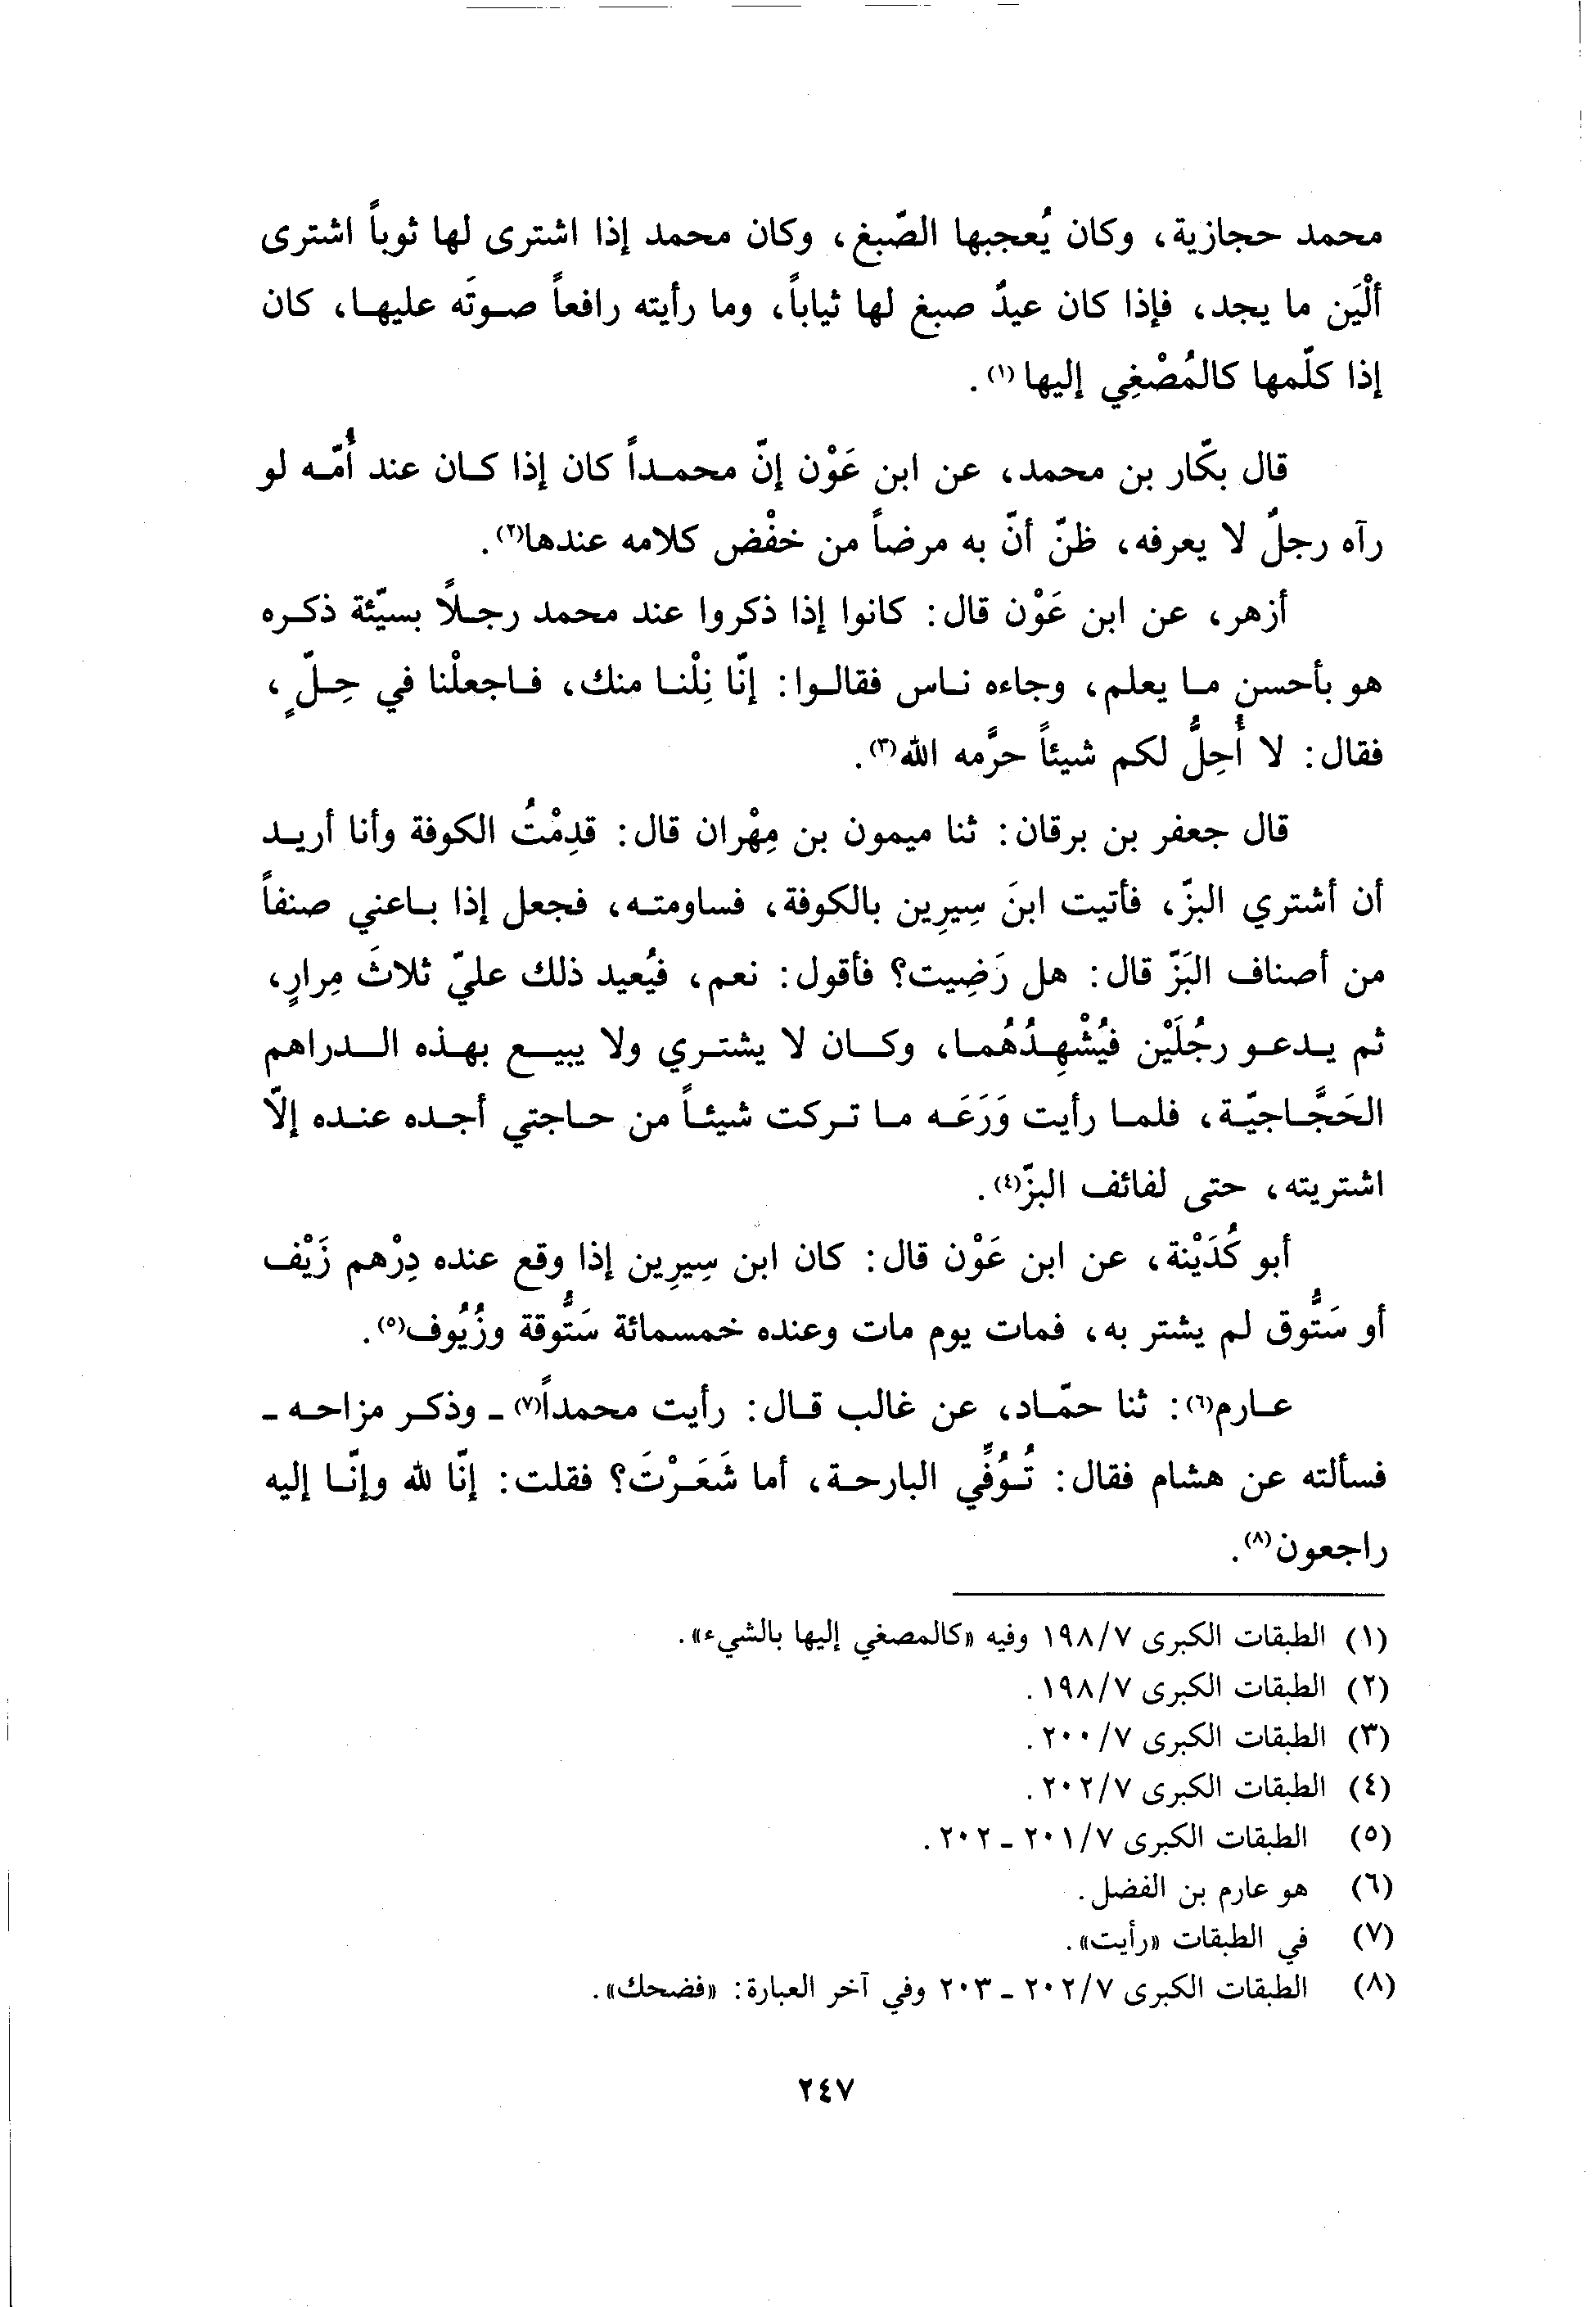 محمد حجازية، وكان يُعجبها الصّبغ، وكان محمد إذا اشترى لها ثوباً اشترى
ألْيَن ما يجد، فإذا كان عيدٌ صبغ لها ثياباً، وما رأيته رافعاً صوتَه عليها، كان
إذا كلّمها كالمُصْغِي إليها(١).
قال بكّار بن محمد، عن ابن عَوْن إنّ محمداً كان إذا كان عند أُمّه لو
رآه رجلٌ لا يعرفه، ظنّ أنّ به مرضاً من خفْض كلامه عندها(٢).
أزهر، عن ابن عَوْن قال: كانوا إذا ذكروا عند محمد رجلاً بسيّئة ذكره
هو بأحسن ما يعلم، وجاءه ناس فقالوا: إنّا نِلْنا منك، فاجعلْنا في حِلّ ٍ،
فقال: لا أُحِلُّ لكم شيئاً حرَّمه الله(٣).
قال جعفر بن برقان: ثنا ميمون بن مِهْران قال: قدِمْتُ الكوفة وأنا أريد
أن أشتري البزّ، فأتيت ابنَ سِيرِين بالكوفة، فساومته، فجعل إذا باعني صنفاً
من أصناف البَزّ قال: هل رَضِيت؟ فأقول: نعم، فيُعيد ذلك عليّ ثلاثَ مِرارٍ،
ثم يدعو رجُلَيْن فيُشْهِدُهُما، وكان لا يشتري ولا يبيع بهذه الدراهم
الحَجَّاجيّة، فلما رأيت وَرَعَه ما تركت شيئاً من حاجتي أجده عنده إلّا
اشتريته، حتى لفائف البزّ(٤).
أبو كُدَيْنة، عن ابن عَوْن قال: كان ابن سِيرِين إذا وقع عنده دِرْهم زَيْف
أو سَتُّوق لم يشتر به، فمات يوم مات وعنده خمسمائة سَتُّوقة وزُيُوف(٥).
عارم(٦): ثنا حمّاد، عن غالب قال: رأيت محمداً(٧) ـ وذكر مزاحه ـ
فسألته عن هشام فقال: تُوُفِّي البارحة، أما شَعَرْتَ؟ فقلت: إنّا لله وإنّا إليه
راجعون(٨).
(١) الطبقات الكبرى ١٩٨/٧ وفيه «كالمصغي إليها بالشيء».
(٢) الطبقات الكبرى ١٩٨/٧.
(٣) الطبقات الكبرى ٢٠٠/٧.
(٤) الطبقات الكبرى ٢٠٢/٧.
(٥) الطبقات الكبرى ٢٠١/٧ ـ ٢٠٢.
(٦) هو عارم بن الفضل.
(٧) في الطبقات «رأيت».
(٨) الطبقات الكبرى ٢٠٢/٧ ـ ٢٠٣ وفي آخر العبارة: «فضحك».
٢٤٧